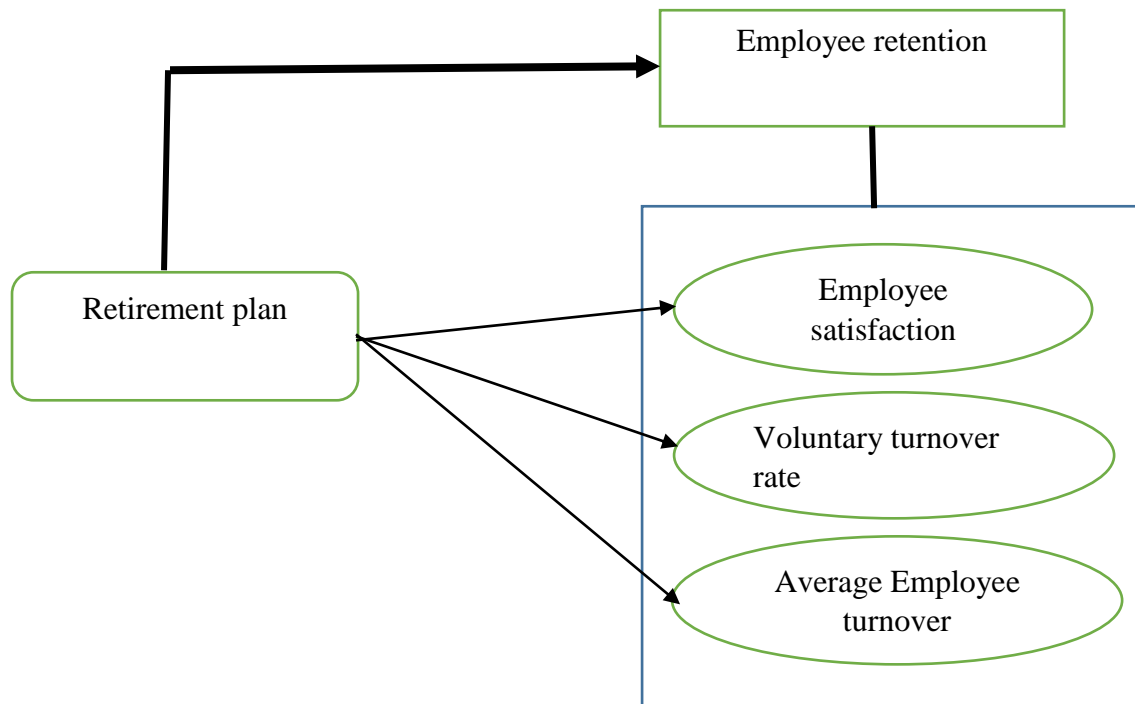 Employee retention
Retirement plan
Employee
satisfaction
Voluntary turnover
rate
Average Employee
turnover